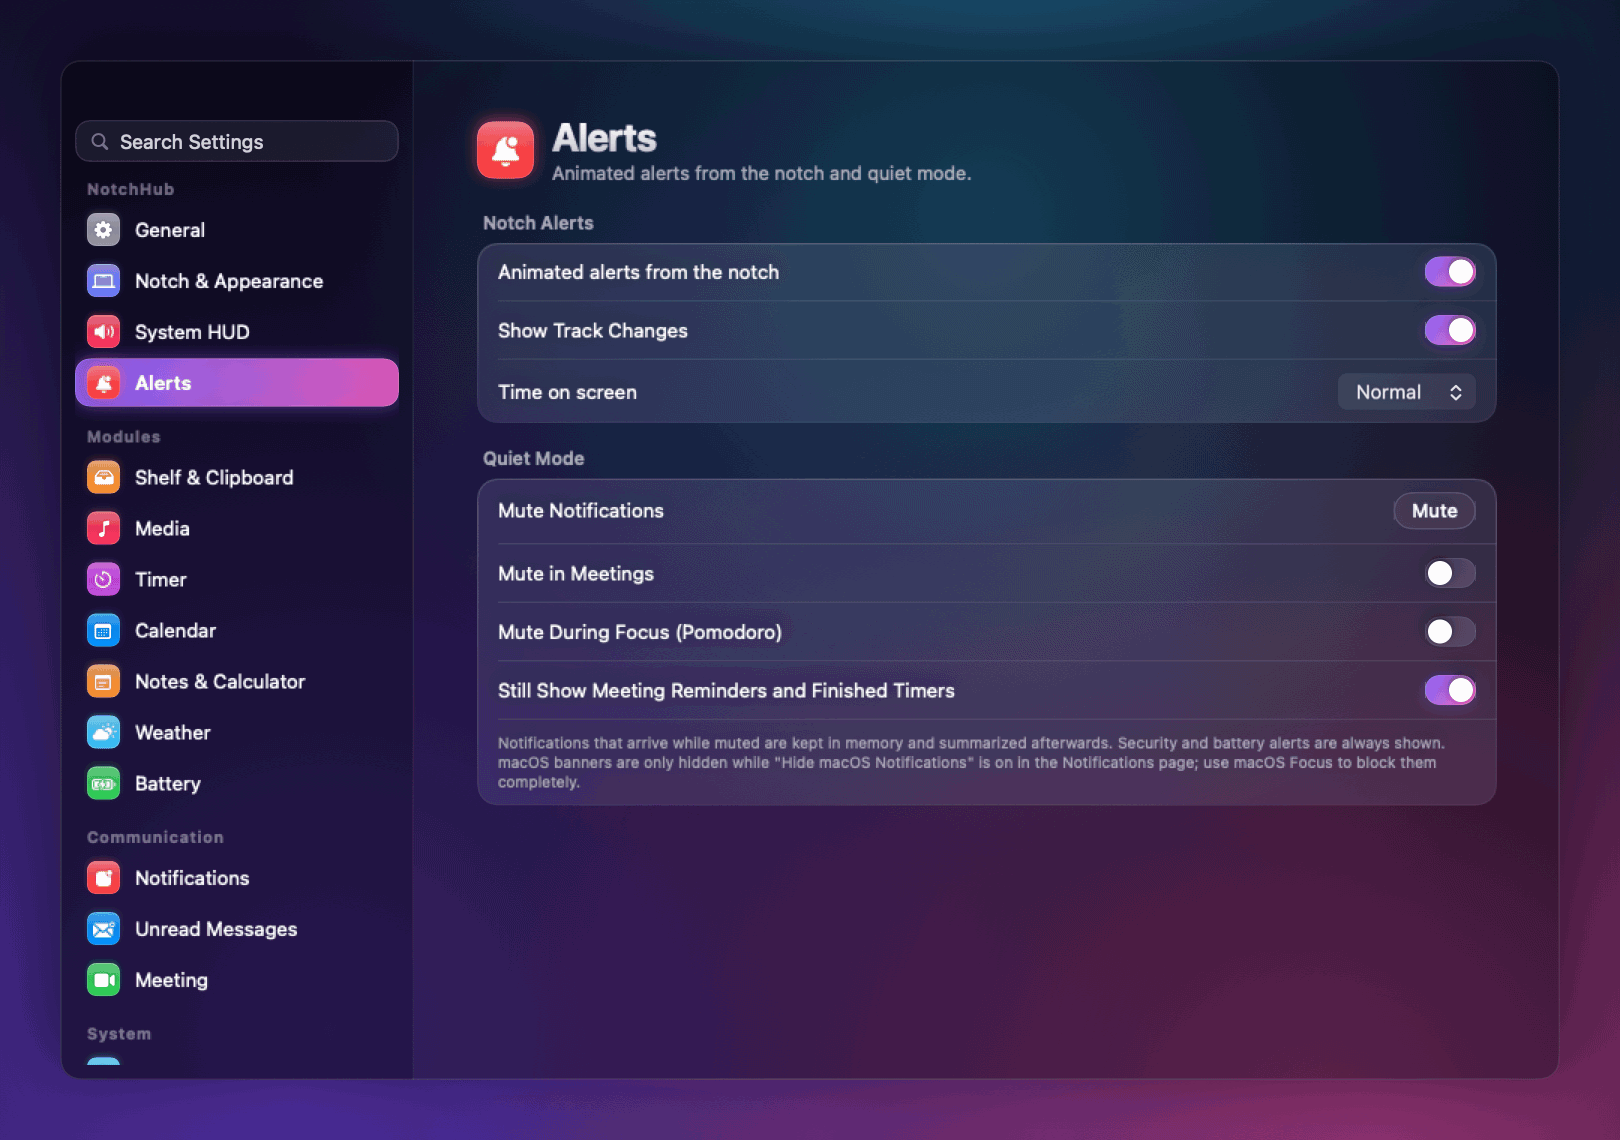 Search Settings
NotchHub
General
Notch & Appearance
System HUD
Alerts
Modules
Shelf & Clipboard
Media
Timer
Calendar
Notes & Calculator
Weather
Battery
Communication
Notifications
Unread Messages
Meeting
System
Alerts
Animated alerts from the notch and quiet mode.
Notch Alerts
Animated alerts from the notch
Show Track Changes
Time on screen Normal
Quiet Mode
Mute Notifications Mute
Mute in Meetings
Mute During Focus (Pomodoro)
Still Show Meeting Reminders and Finished Timers
Notifications that arrive while muted are kept in memory and summarized afterwards. Security and battery alerts are always shown.
macOS banners are only hidden while "Hide macOS Notifications" is on in the Notifications page; use macOS Focus to block them
completely.